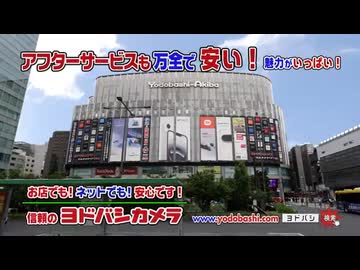 アフターサービスも万全で安い！魅力がいっぱい！
Yodobashi-Akiba
お店でも！ネットでも！安心です！
信頼のヨドバシカメラ
www.yodobashi.com
ヨドバシ 検索